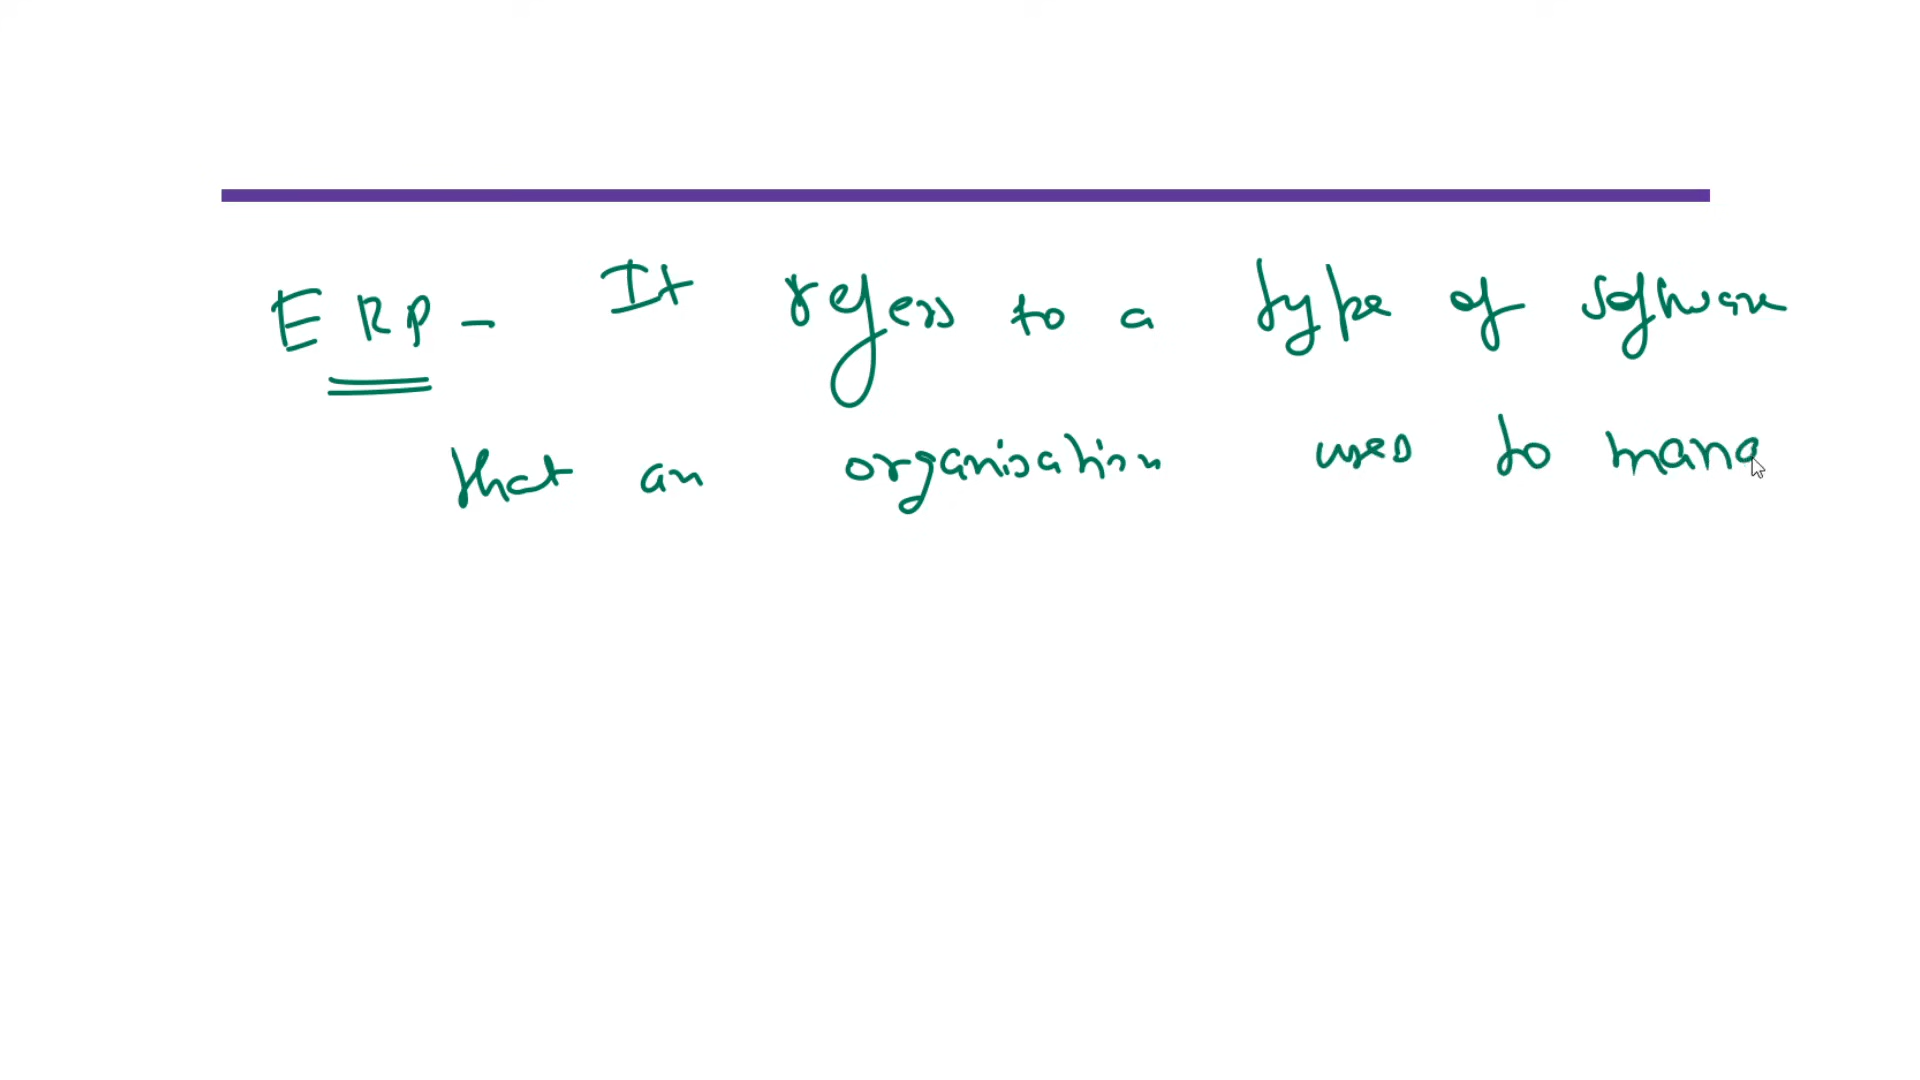 ERP - It refers to a type of software
that an organisation uses to mana